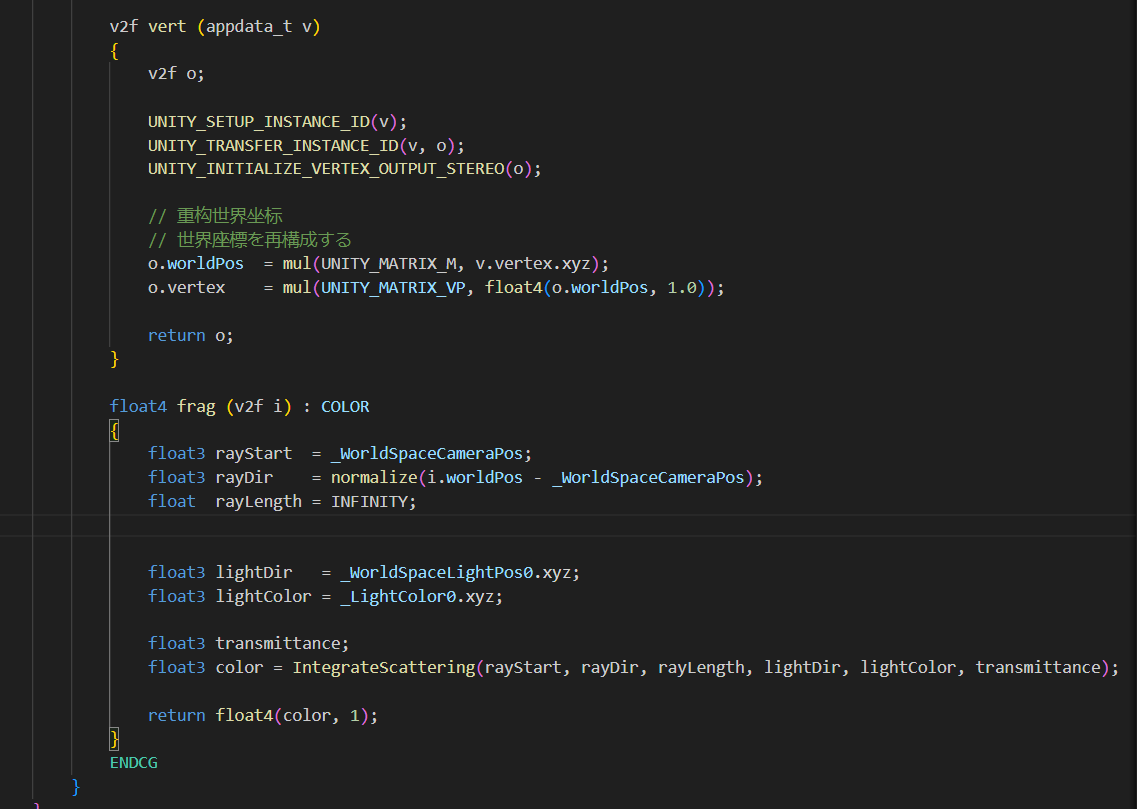 v2f vert (appdata_t v)
{
v2f o;
UNITY_SETUP_INSTANCE_ID(v);
UNITY_TRANSFER_INSTANCE_ID(v, o);
UNITY_INITIALIZE_VERTEX_OUTPUT_STEREO(o);
// 重构世界坐标
// 世界座標を再構成する
o.worldPos  = mul(UNITY_MATRIX_M, v.vertex.xyz);
o.vertex    = mul(UNITY_MATRIX_VP, float4(o.worldPos, 1.0));
return o;
}
float4 frag (v2f i) : COLOR
{
float3 rayStart  = _WorldSpaceCameraPos;
float3 rayDir    = normalize(i.worldPos - _WorldSpaceCameraPos);
float  rayLength = INFINITY;
float3 lightDir   = _WorldSpaceLightPos0.xyz;
float3 lightColor = _LightColor0.xyz;
float3 transmittance;
float3 color = IntegrateScattering(rayStart, rayDir, rayLength, lightDir, lightColor, transmittance);
return float4(color, 1);
}
ENDCG
}